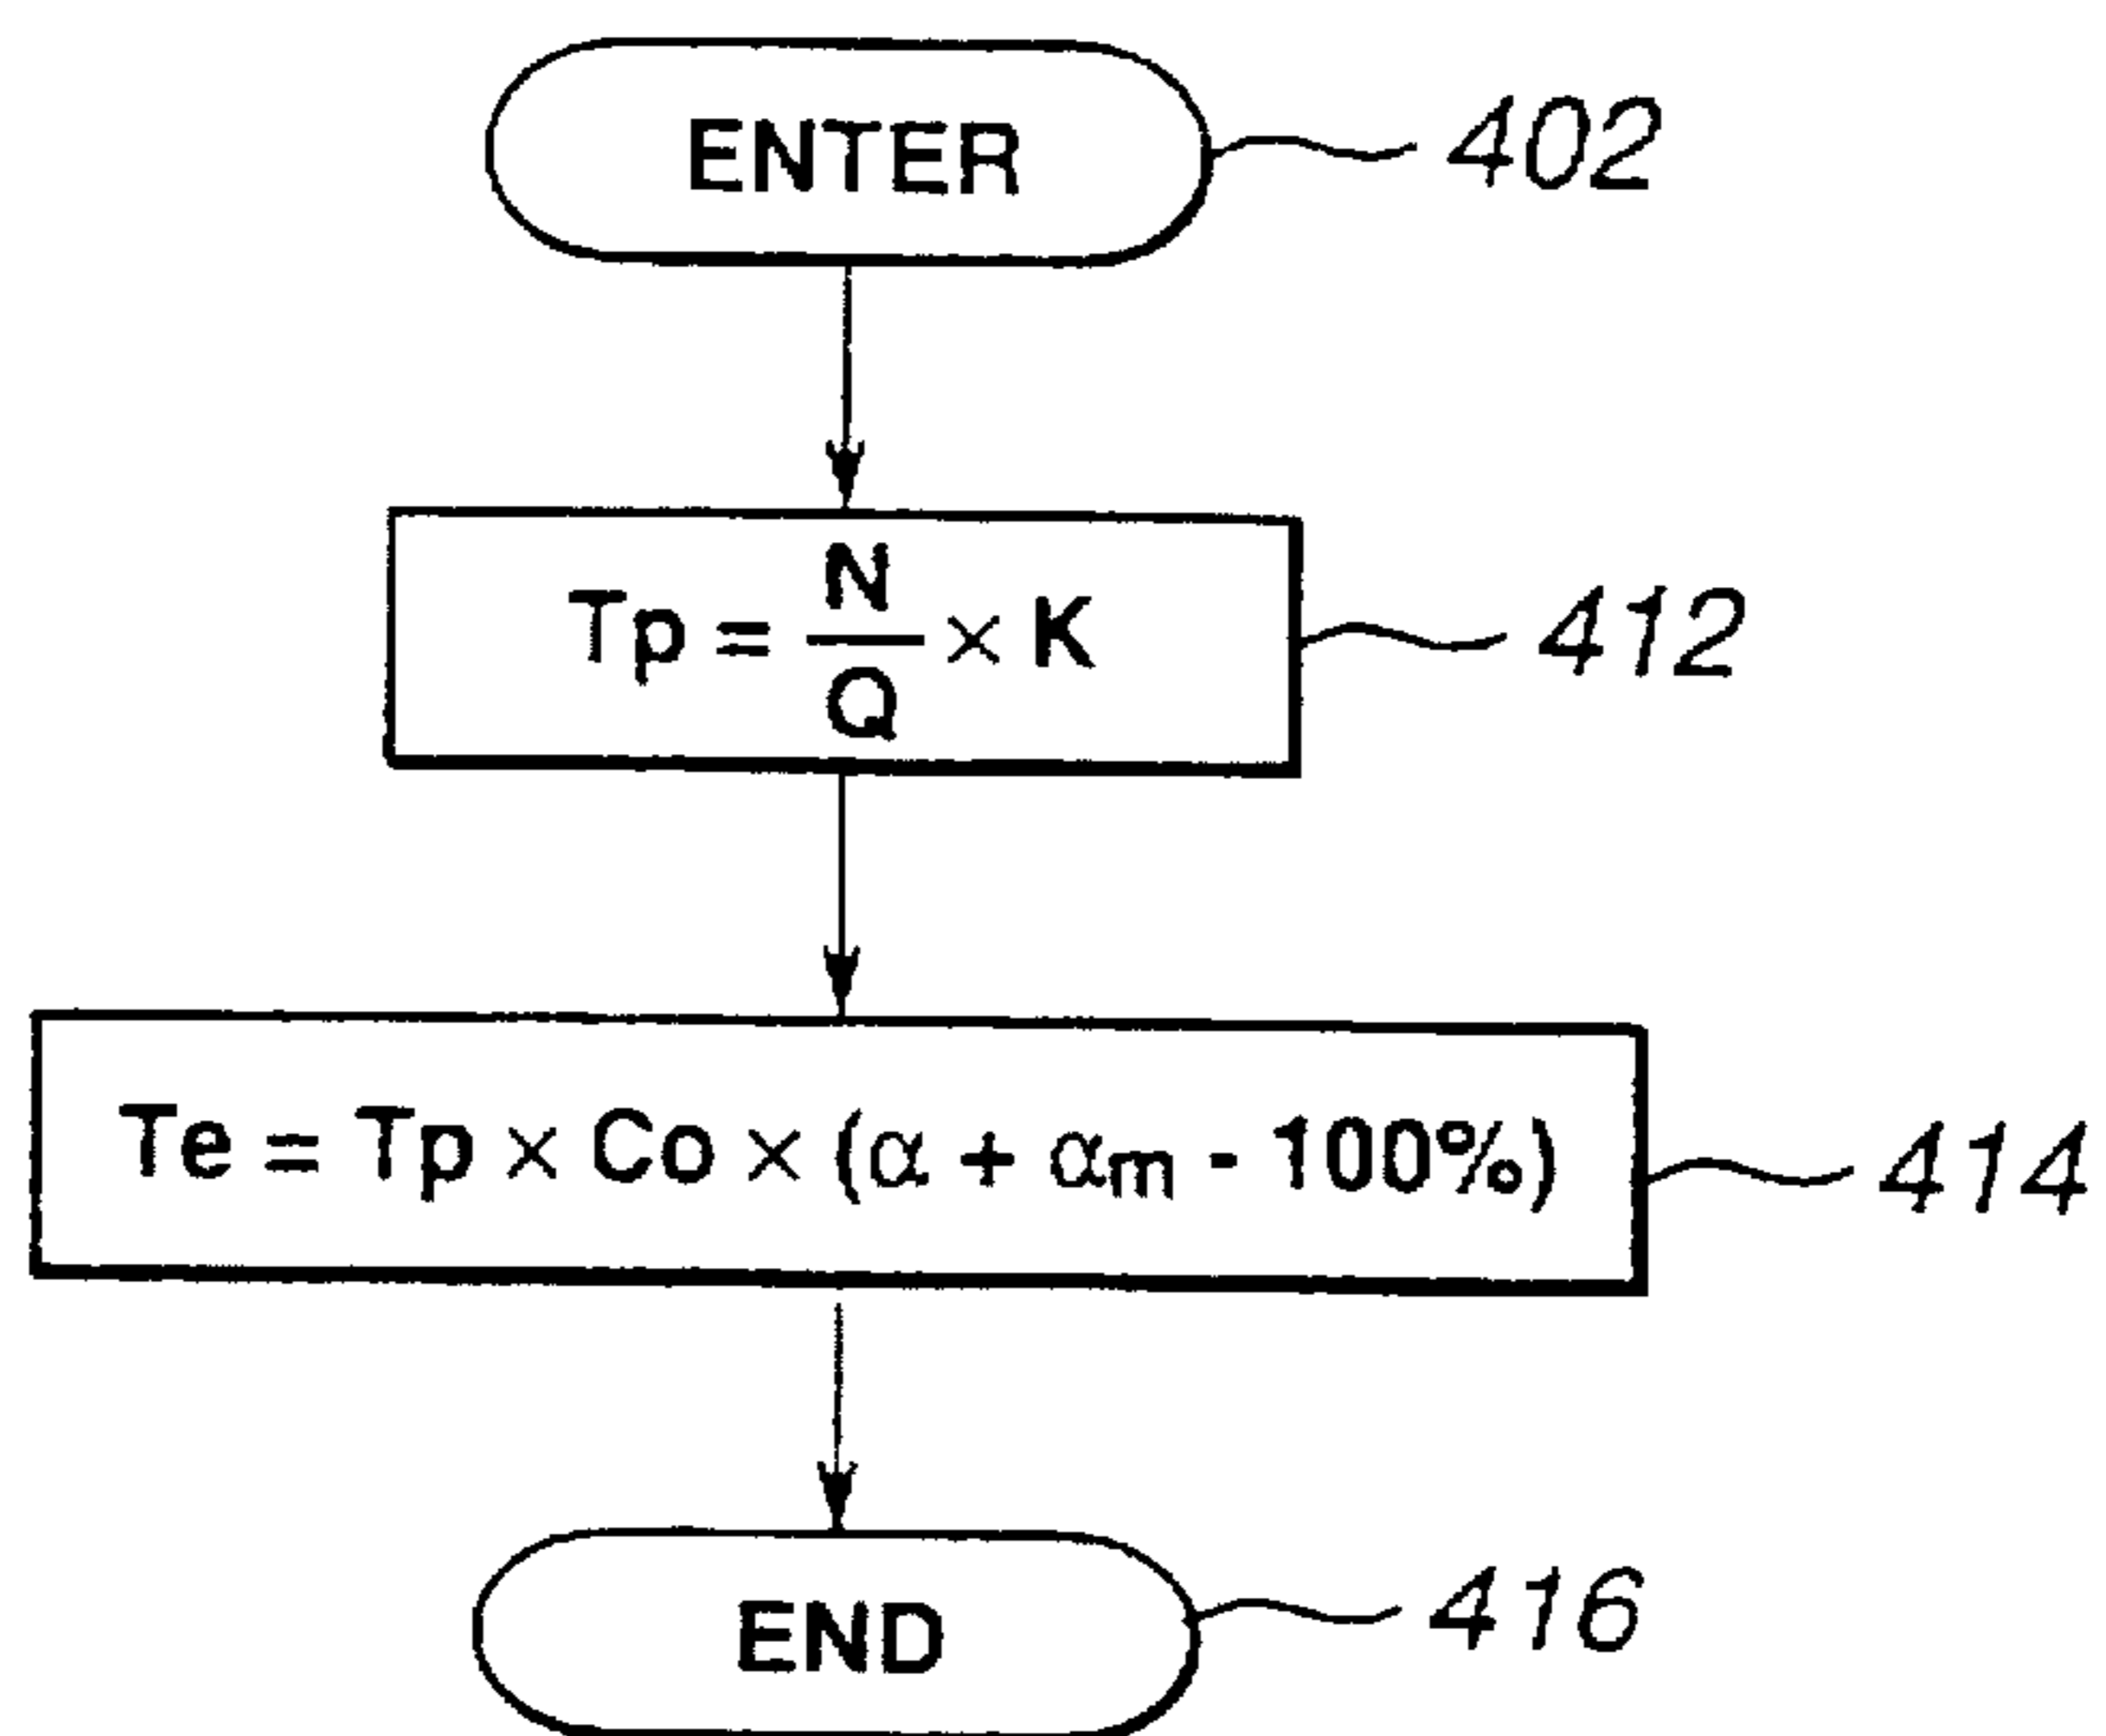 ENTER 402
Tp = N/Q × K 412
Te = Tp × Co × (α + αm - 100%) 414
END 416